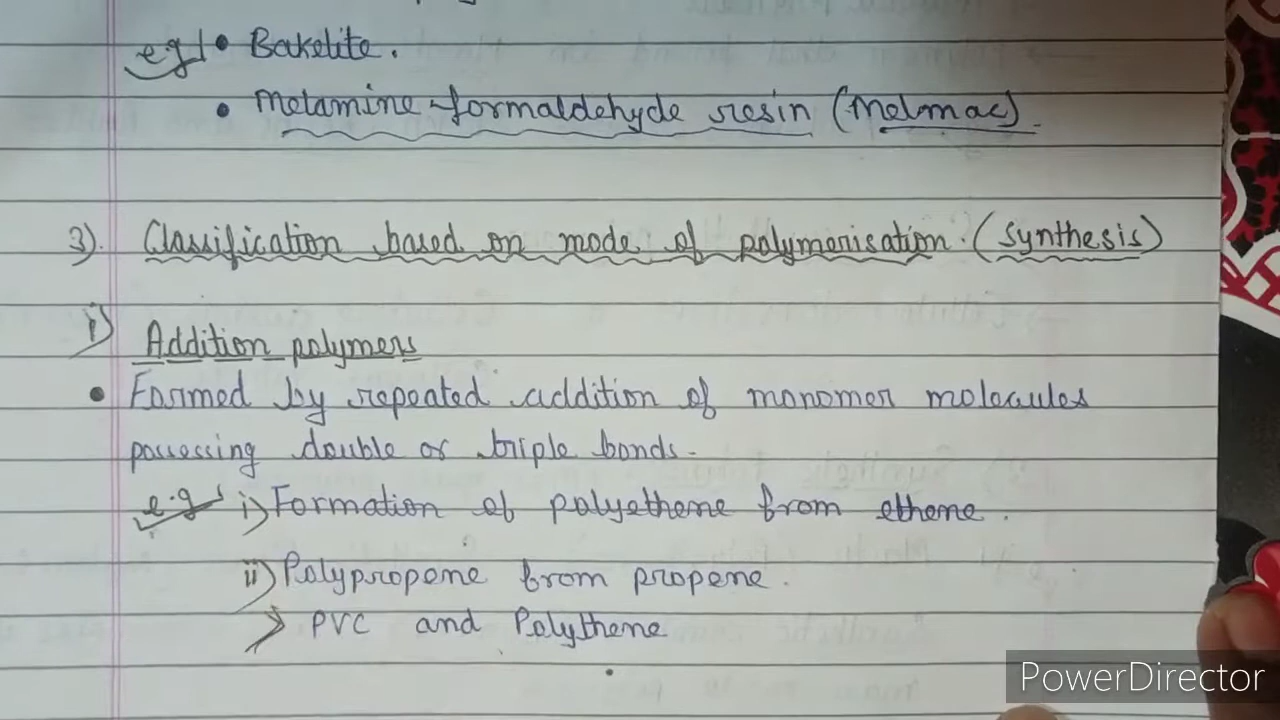 eg • Bakelite.
• Melamine formaldehyde resin (Melmac).
3). Classification based on mode of polymerisation. (Synthesis)
i) Addition polymers
• Formed by repeated addition of monomer molecules
possessing double or triple bonds.
e.g. i) Formation of polyethene from ethene.
ii) Polypropene from propene.
> PVC and Polythene
PowerDirector